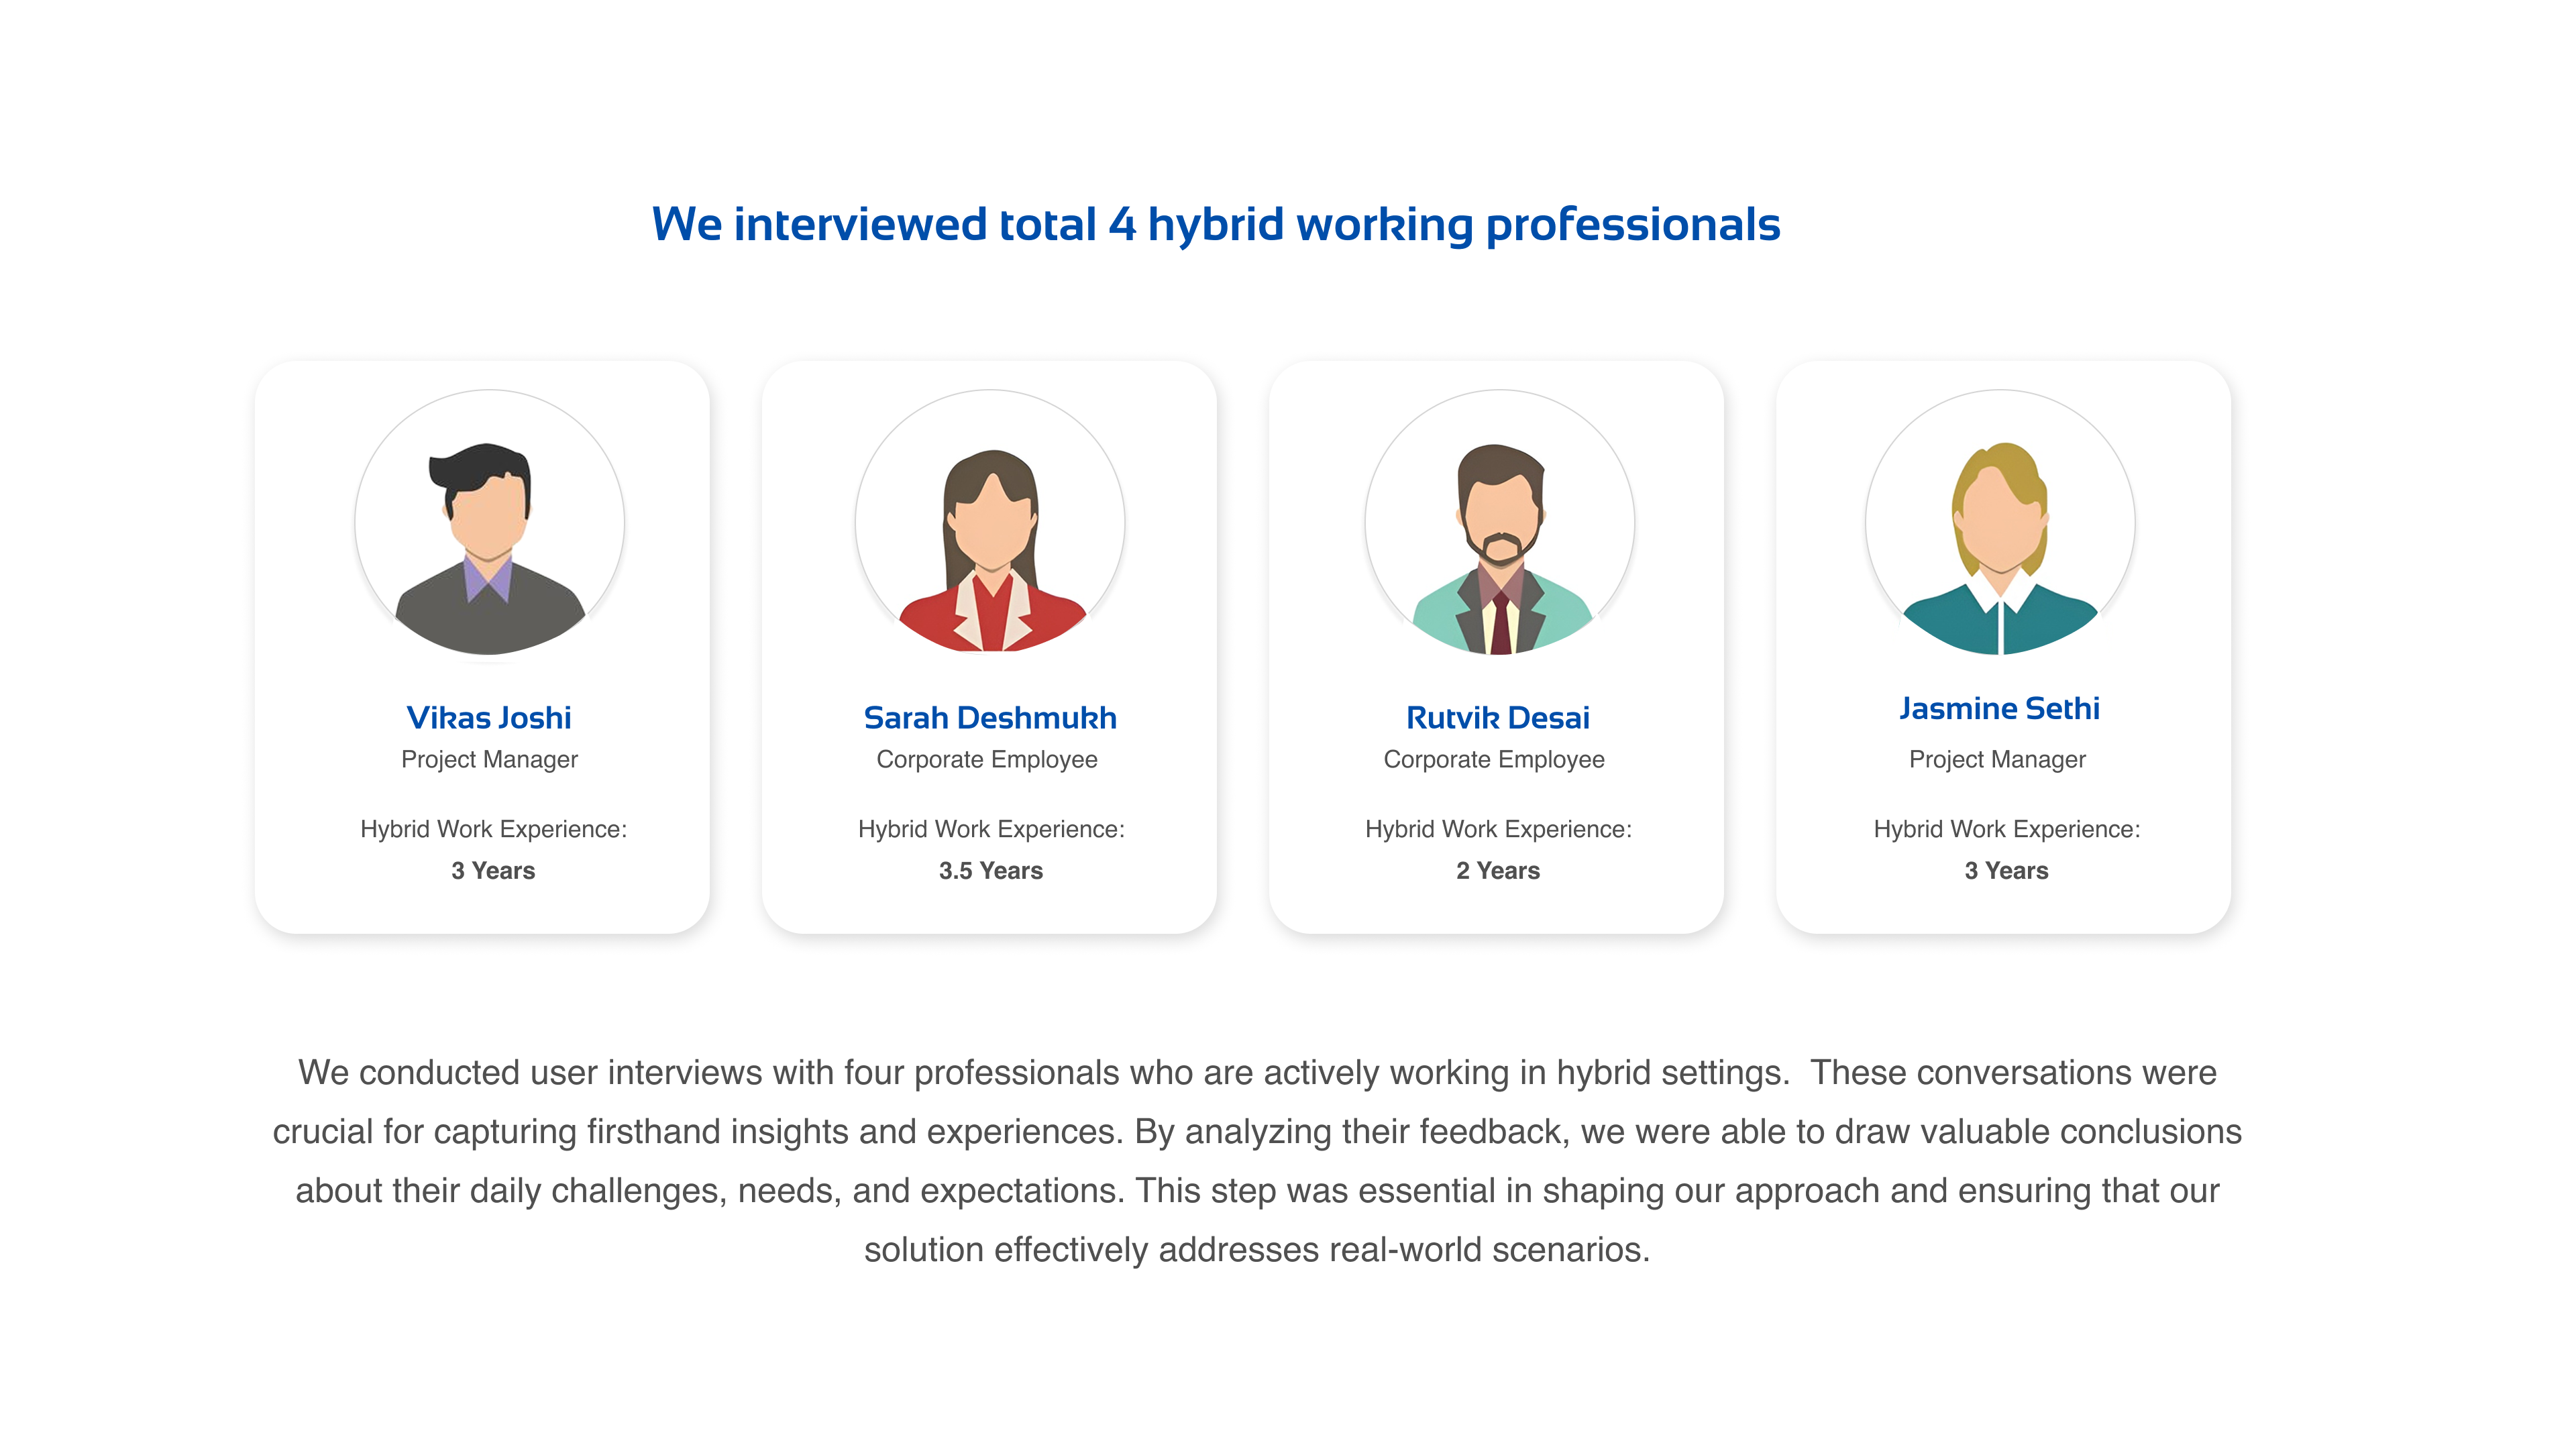 We interviewed total 4 hybrid working professionals
Vikas Joshi
Project Manager
Hybrid Work Experience:
3 Years
Sarah Deshmukh
Corporate Employee
Hybrid Work Experience:
3.5 Years
Rutvik Desai
Corporate Employee
Hybrid Work Experience:
2 Years
Jasmine Sethi
Project Manager
Hybrid Work Experience:
3 Years
We conducted user interviews with four professionals who are actively working in hybrid settings.  These conversations were
crucial for capturing firsthand insights and experiences. By analyzing their feedback, we were able to draw valuable conclusions
about their daily challenges, needs, and expectations. This step was essential in shaping our approach and ensuring that our
solution effectively addresses real-world scenarios.